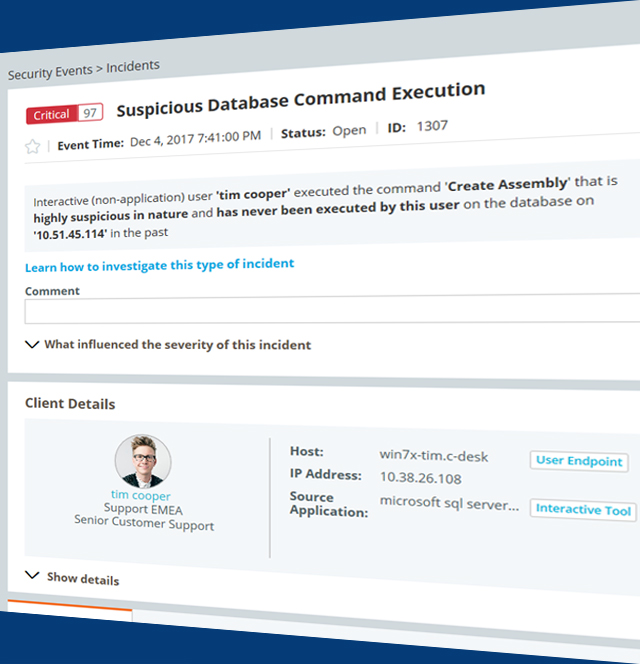 Security Events > Incidents
Critical 97 Suspicious Database Command Execution
Event Time: Dec 4, 2017 7:41:00 PM | Status: Open | ID: 1307
Interactive (non-application) user 'tim cooper' executed the command 'Create Assembly' that is
highly suspicious in nature and has never been executed by this user on the database on
'10.51.45.114' in the past
Learn how to investigate this type of incident
Comment
What influenced the severity of this incident
Client Details
tim cooper
Support EMEA
Senior Customer Support
Host: win7x-tim.c-desk User Endpoint
IP Address: 10.38.26.108
Source
Application: microsoft sql server... Interactive Tool
Show details